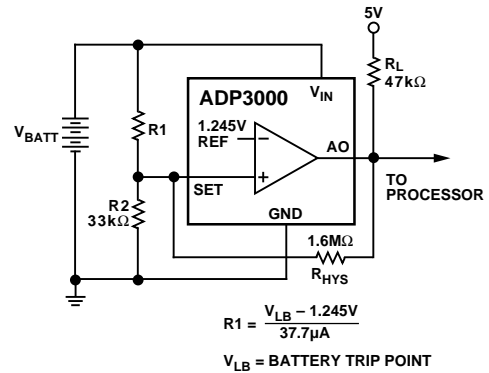 5V
RL
47kΩ
VIN
ADP3000
VBATT
R1
1.245V
REF
AO
SET
TO
PROCESSOR
R2
33kΩ
GND
1.6MΩ
RHYS
R1 = VLB – 1.245V
37.7µA
VLB = BATTERY TRIP POINT